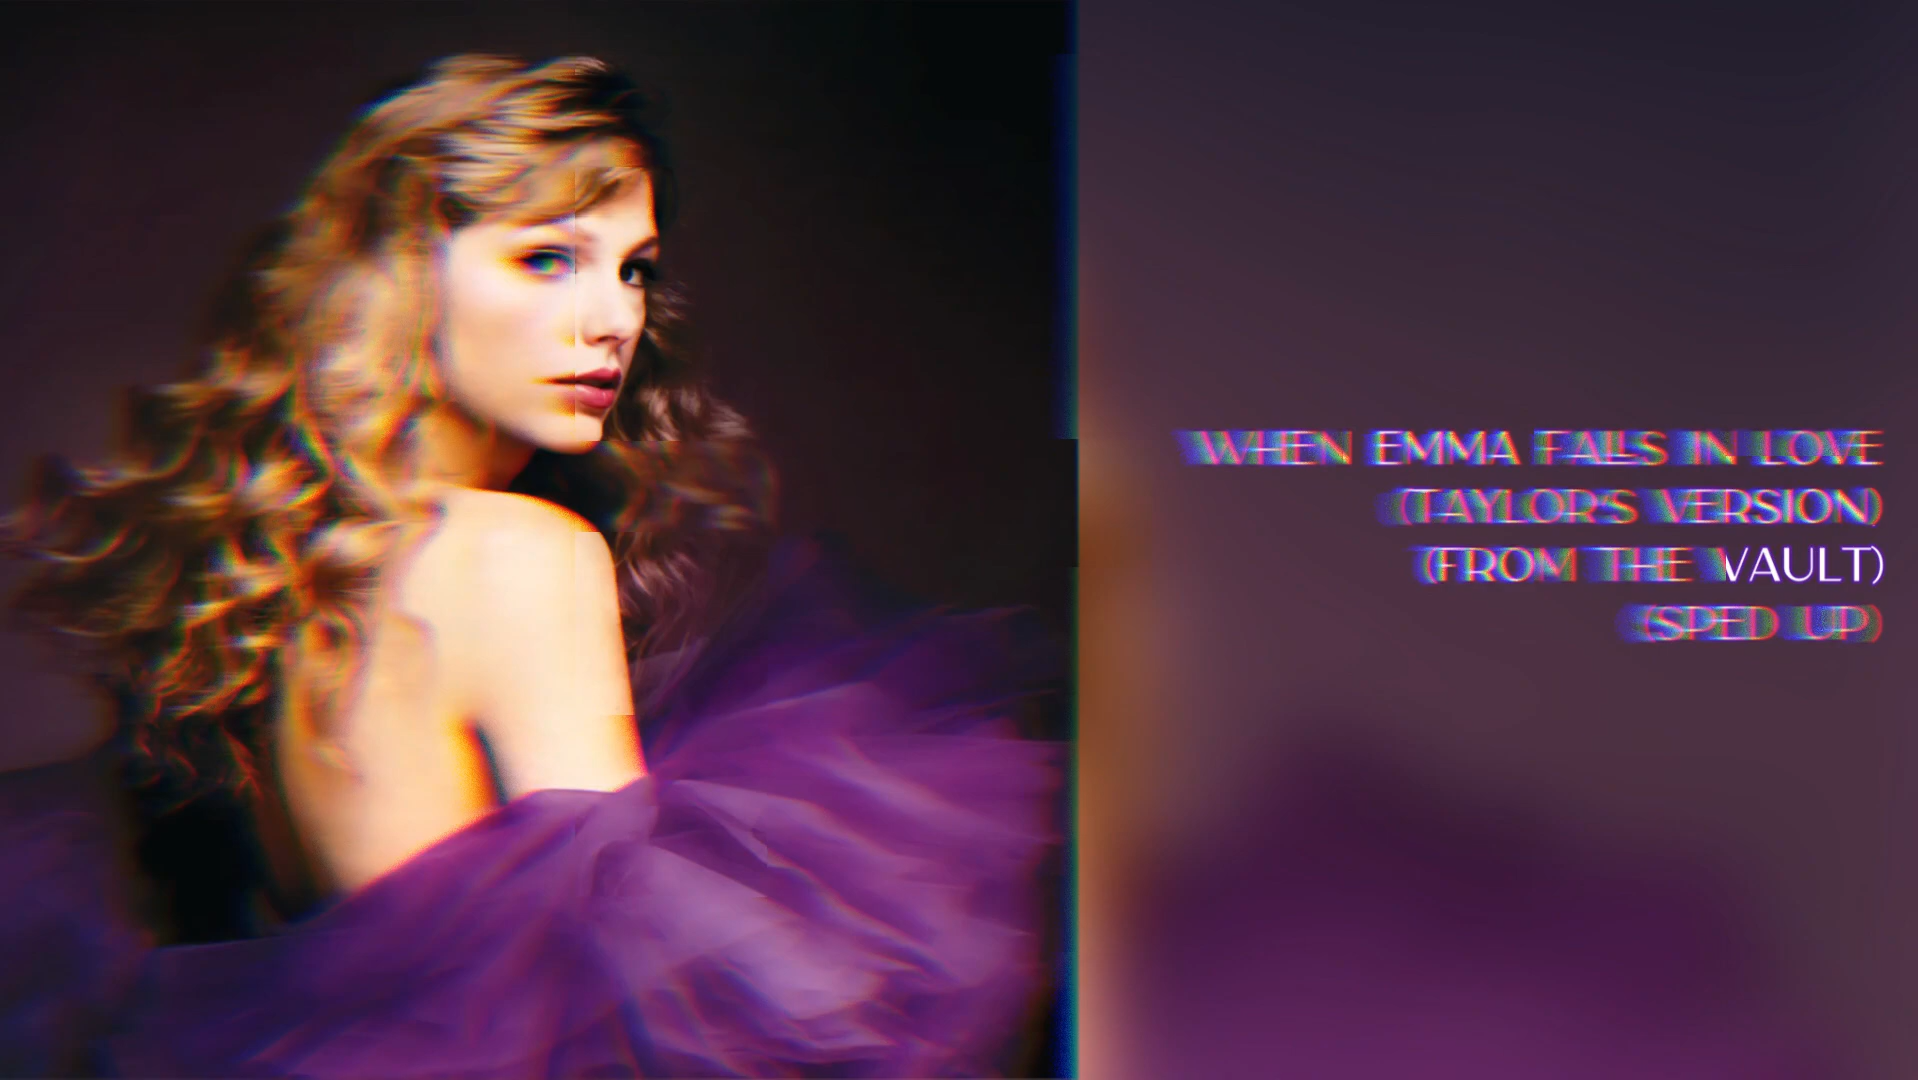 WHEN EMMA FALLS IN LOVE
(TAYLOR'S VERSION)
(FROM THE VAULT)
(SPED UP)